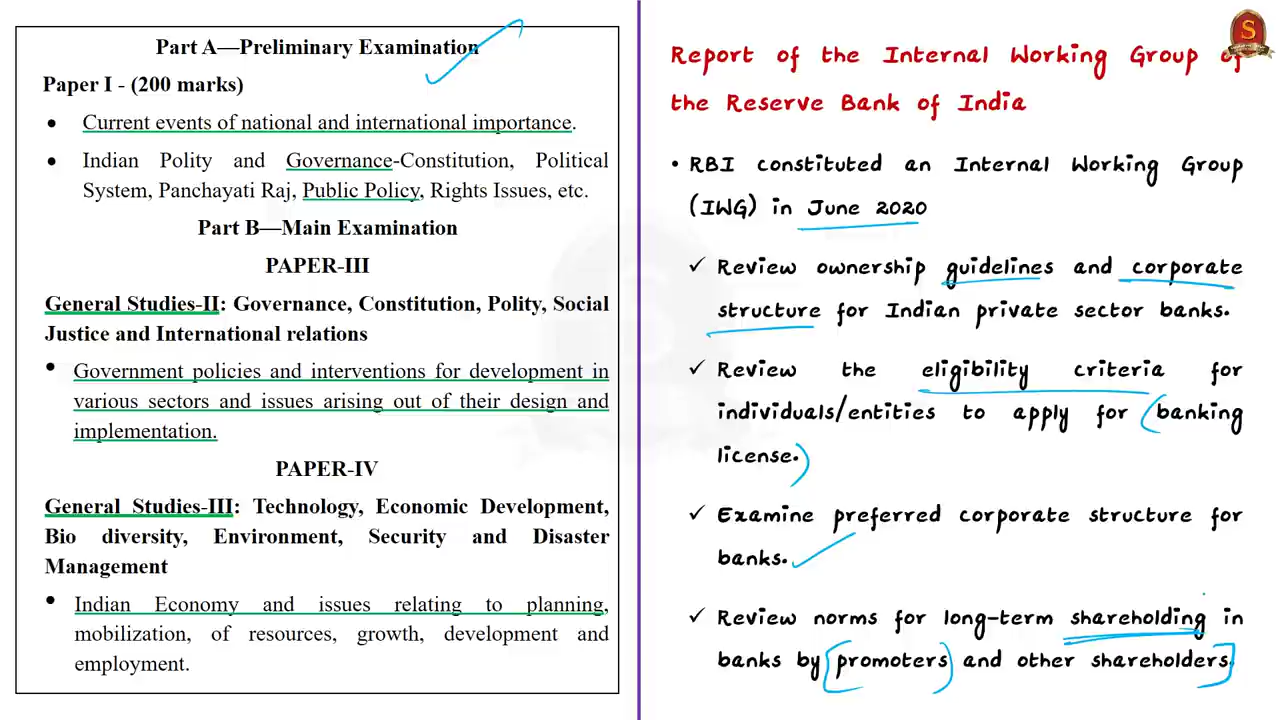 Part A—Preliminary Examination
Paper I - (200 marks)
• Current events of national and international importance.
• Indian Polity and Governance-Constitution, Political
System, Panchayati Raj, Public Policy, Rights Issues, etc.
Part B—Main Examination
PAPER-III
General Studies-II: Governance, Constitution, Polity, Social
Justice and International relations
• Government policies and interventions for development in
various sectors and issues arising out of their design and
implementation.
PAPER-IV
General Studies-III: Technology, Economic Development,
Bio diversity, Environment, Security and Disaster
Management
• Indian Economy and issues relating to planning,
mobilization, of resources, growth, development and
employment.
Report of the Internal Working Group of
the Reserve Bank of India
• RBI constituted an Internal Working Group
(IWG) in June 2020
✓ Review ownership guidelines and corporate
structure for Indian private sector banks.
✓ Review the eligibility criteria for
individuals/entities to apply for banking
license.
✓ Examine preferred corporate structure for
banks.
✓ Review norms for long-term shareholding in
banks by promoters and other shareholders.
S